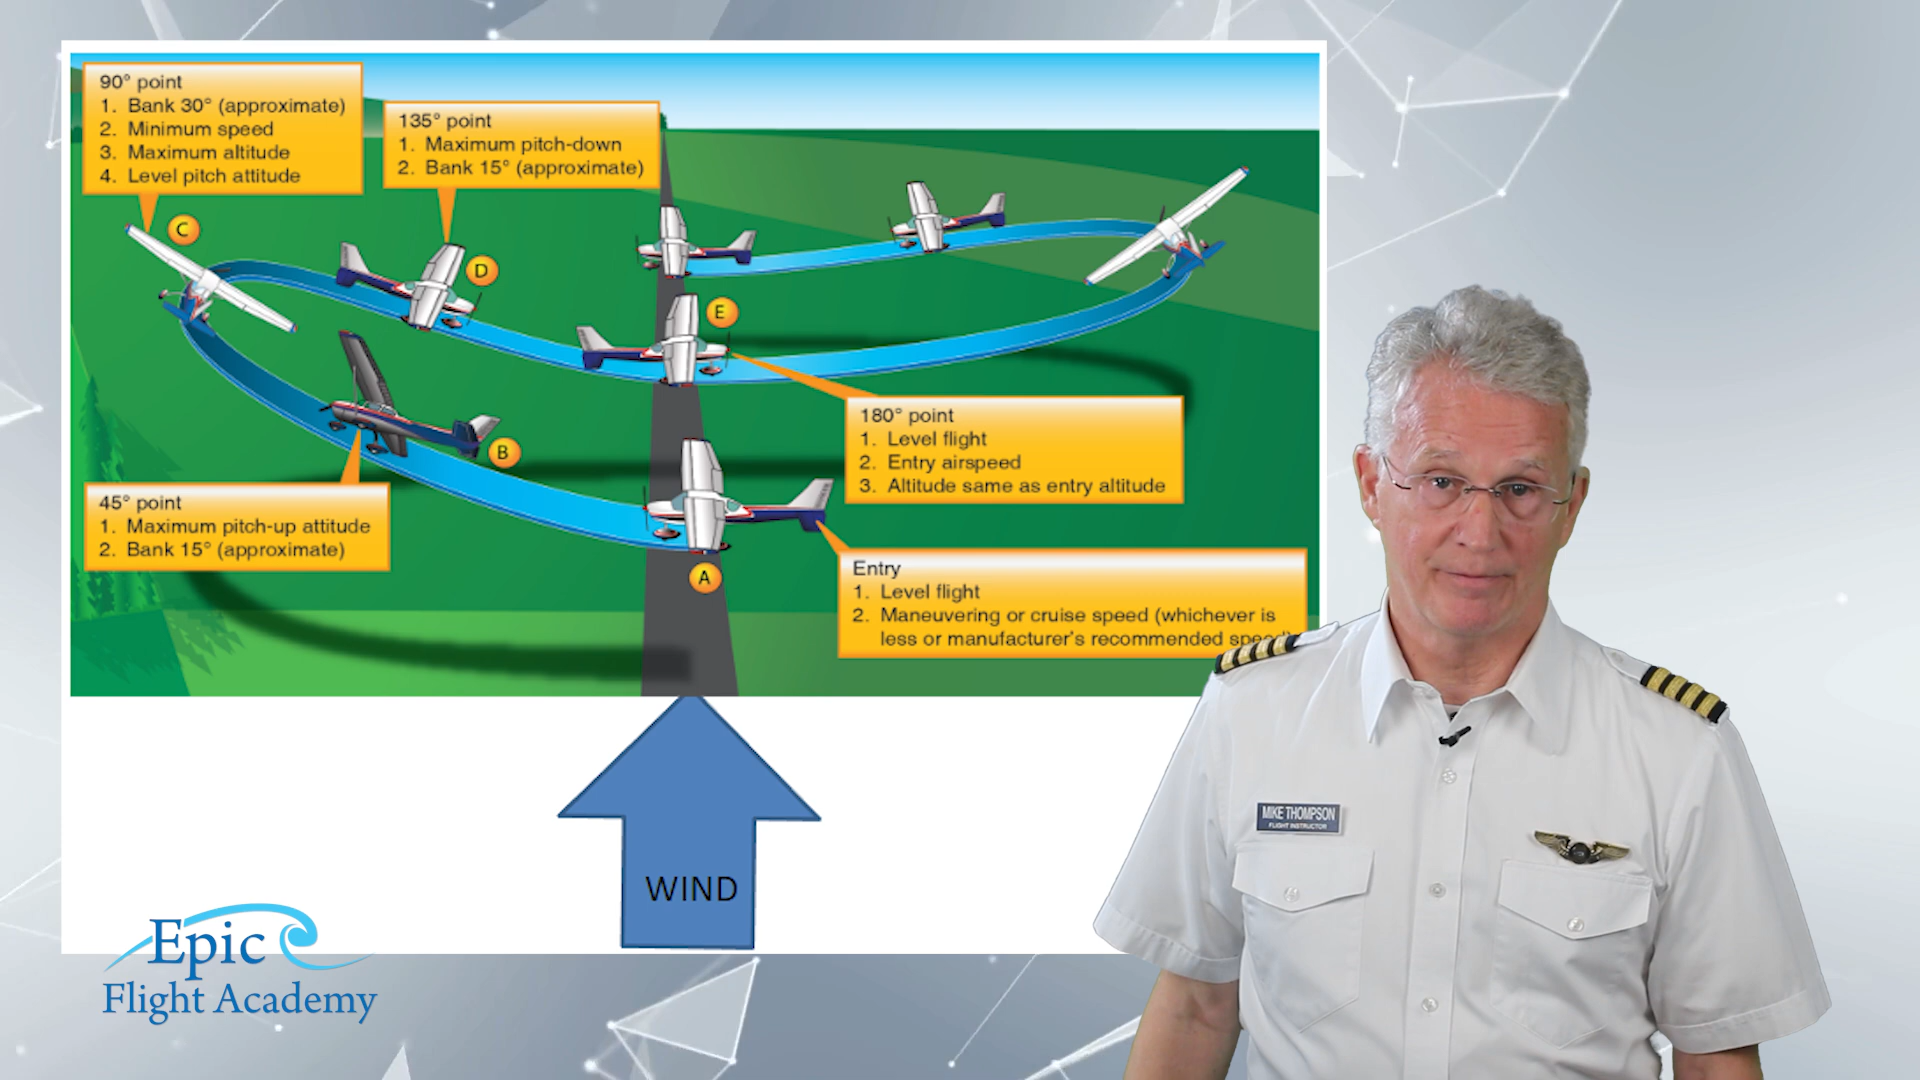 90° point
1. Bank 30° (approximate)
2. Minimum speed
3. Maximum altitude
4. Level pitch attitude
135° point
1. Maximum pitch-down
2. Bank 15° (approximate)
C
D
E
B
A
180° point
1. Level flight
2. Entry airspeed
3. Altitude same as entry altitude
45° point
1. Maximum pitch-up attitude
2. Bank 15° (approximate)
Entry
1. Level flight
2. Maneuvering or cruise speed (whichever is
less or manufacturer's recommended speed)
WIND
MIKE THOMPSON
FLIGHT INSTRUCTOR
Epic
Flight Academy